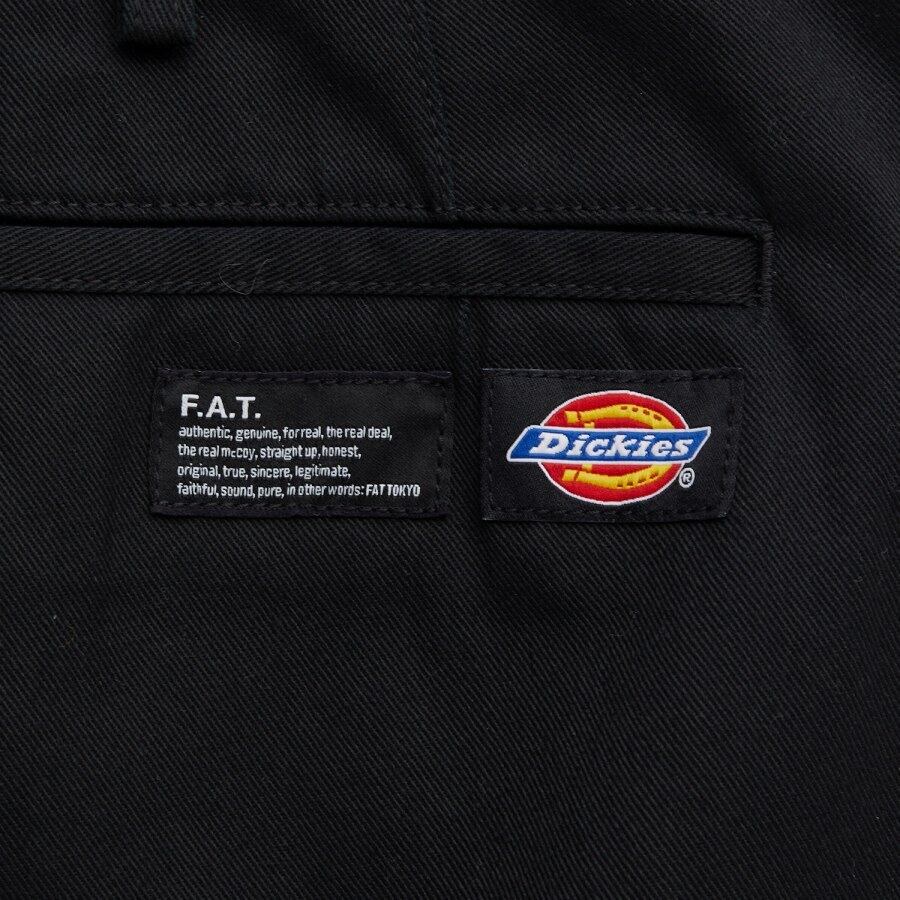 F.A.T.
authentic, genuine, for real, the real deal,
the real mccoy, straight up, honest,
original, true, sincere, legitimate,
faithful, sound, pure, in other words: FAT TOKYO
Dickies
®